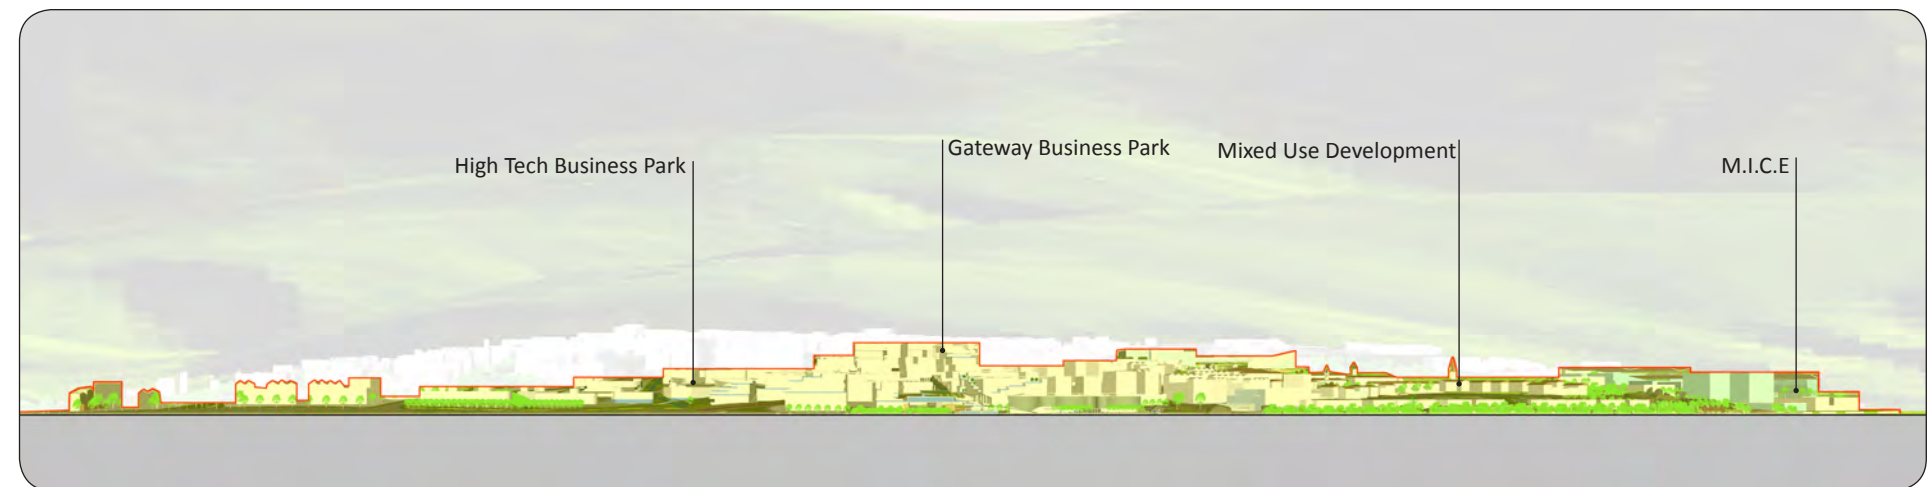 High Tech Business Park
Gateway Business Park
Mixed Use Development
M.I.C.E